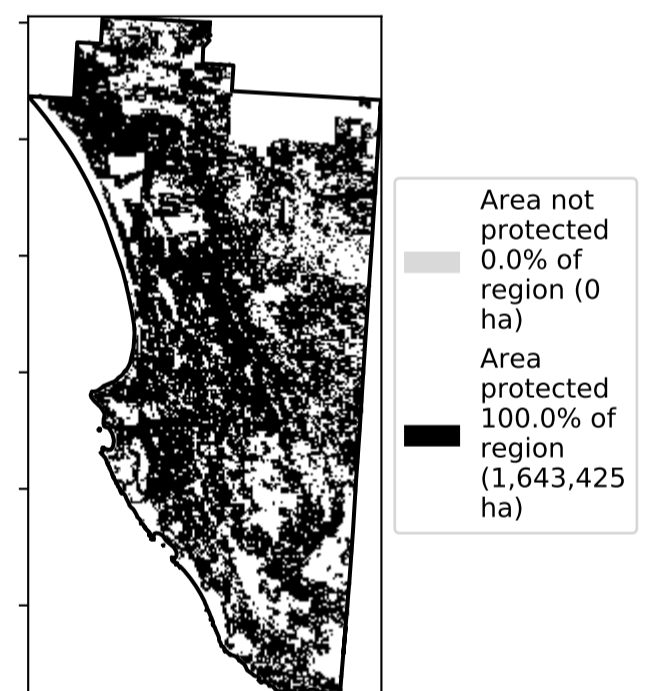 Area not
protected
0.0% of
region (0
ha)
Area
protected
100.0% of
region
(1,643,425
ha)